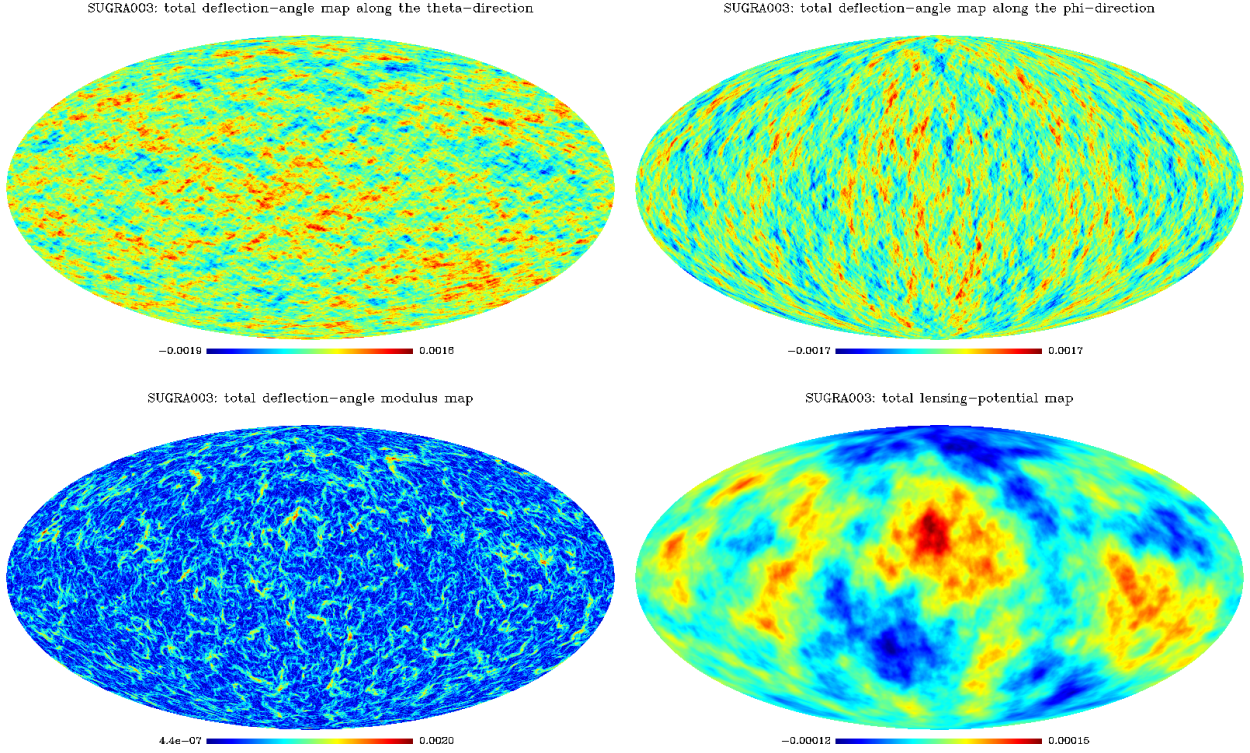 SUGRA003: total deflection-angle map along the theta-direction
SUGRA003: total deflection-angle map along the phi-direction
-0.0019 0.0016
-0.0017 0.0017
SUGRA003: total deflection-angle modulus map
SUGRA003: total lensing-potential map
4.4e-07 0.0020
-0.00012 0.00015